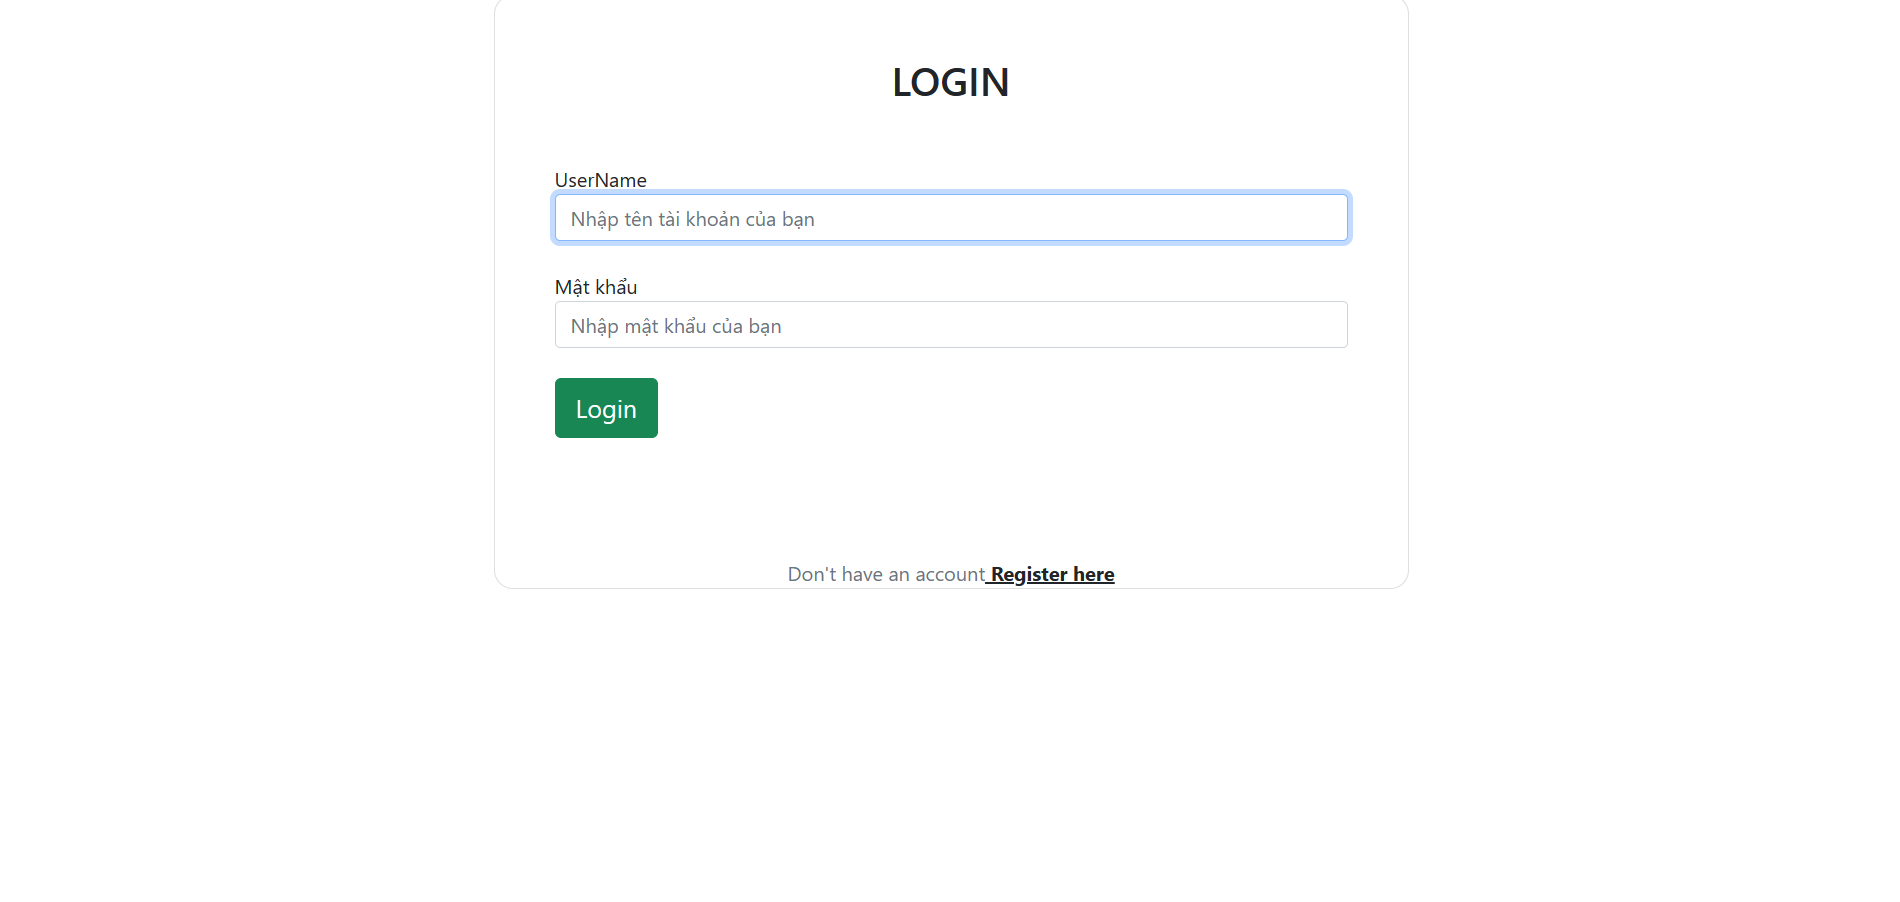 LOGIN
UserName
Nhập tên tài khoản của bạn
Mật khẩu
Nhập mật khẩu của bạn
Login
Don't have an account Register here